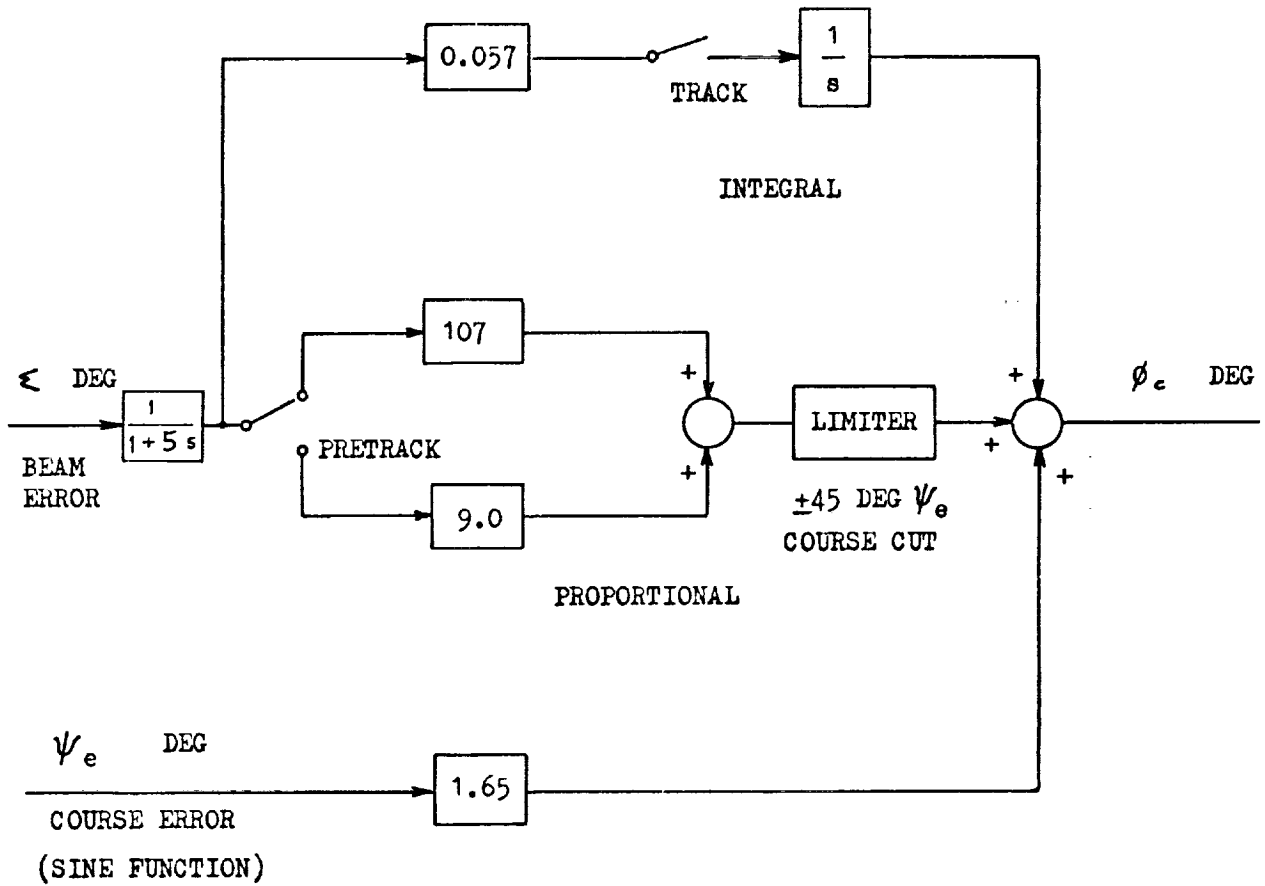 0.057
1
s
TRACK
INTEGRAL
107
+
ε DEG
+
ϕc DEG
1
1+5 s
LIMITER
PRETRACK
+
BEAM
ERROR
+
+
9.0
±45 DEG ψe
COURSE CUT
PROPORTIONAL
ψe DEG
1.65
COURSE ERROR
(SINE FUNCTION)